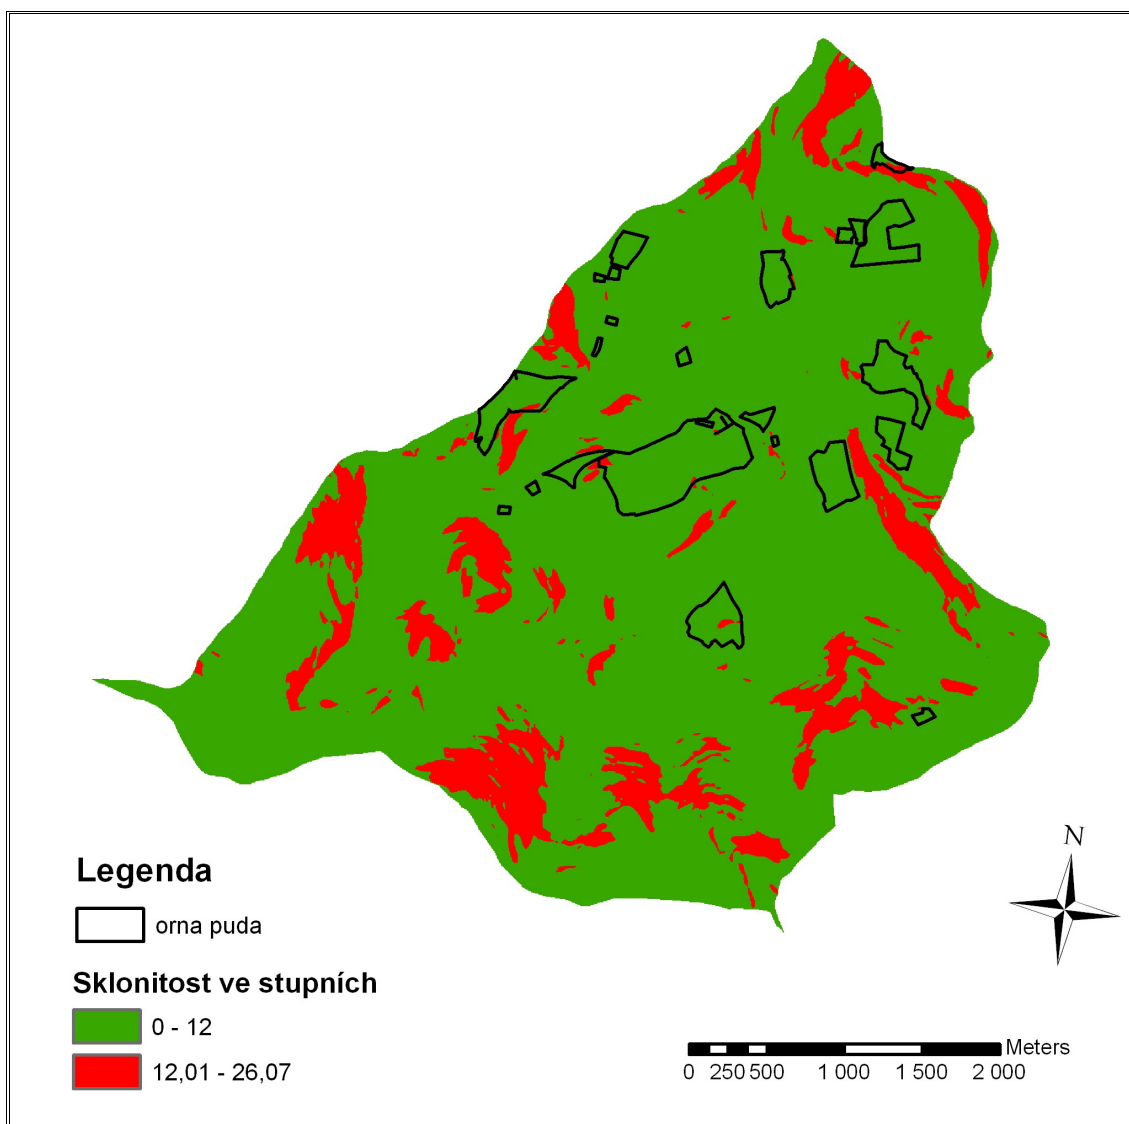 N
Legenda
orna puda
Sklonitost ve stupních
0 - 12
12,01 - 26,07
Meters
0 250 500 1 000 1 500 2 000